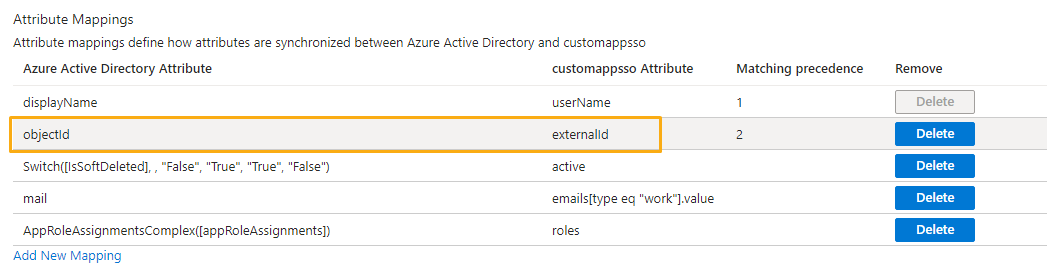 Attribute Mappings
Attribute mappings define how attributes are synchronized between Azure Active Directory and customappsso
Azure Active Directory Attribute customappsso Attribute Matching precedence Remove
displayName userName 1 Delete
objectId externalId 2 Delete
Switch([IsSoftDeleted], , "False", "True", "True", "False") active Delete
mail emails[type eq "work"].value Delete
AppRoleAssignmentsComplex([appRoleAssignments]) roles Delete
Add New Mapping